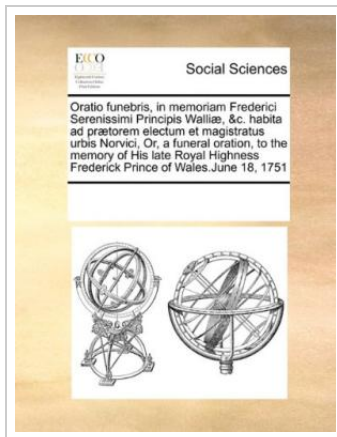 ECCO
Social Sciences
Oratio funebris, in memoriam Frederici
Serenissimi Principis Walliæ, &c. habita
ad prætorem electum et magistratus
urbis Norvici, Or, a funeral oration, to the
memory of His late Royal Highness
Frederick Prince of Wales.June 18, 1751